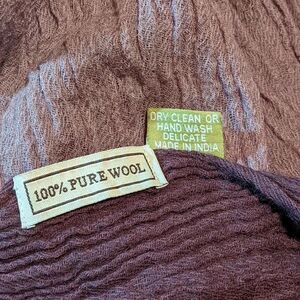 DRY CLEAN OR
HAND WASH
DELICATE
MADE IN INDIA
100% PURE WOOL